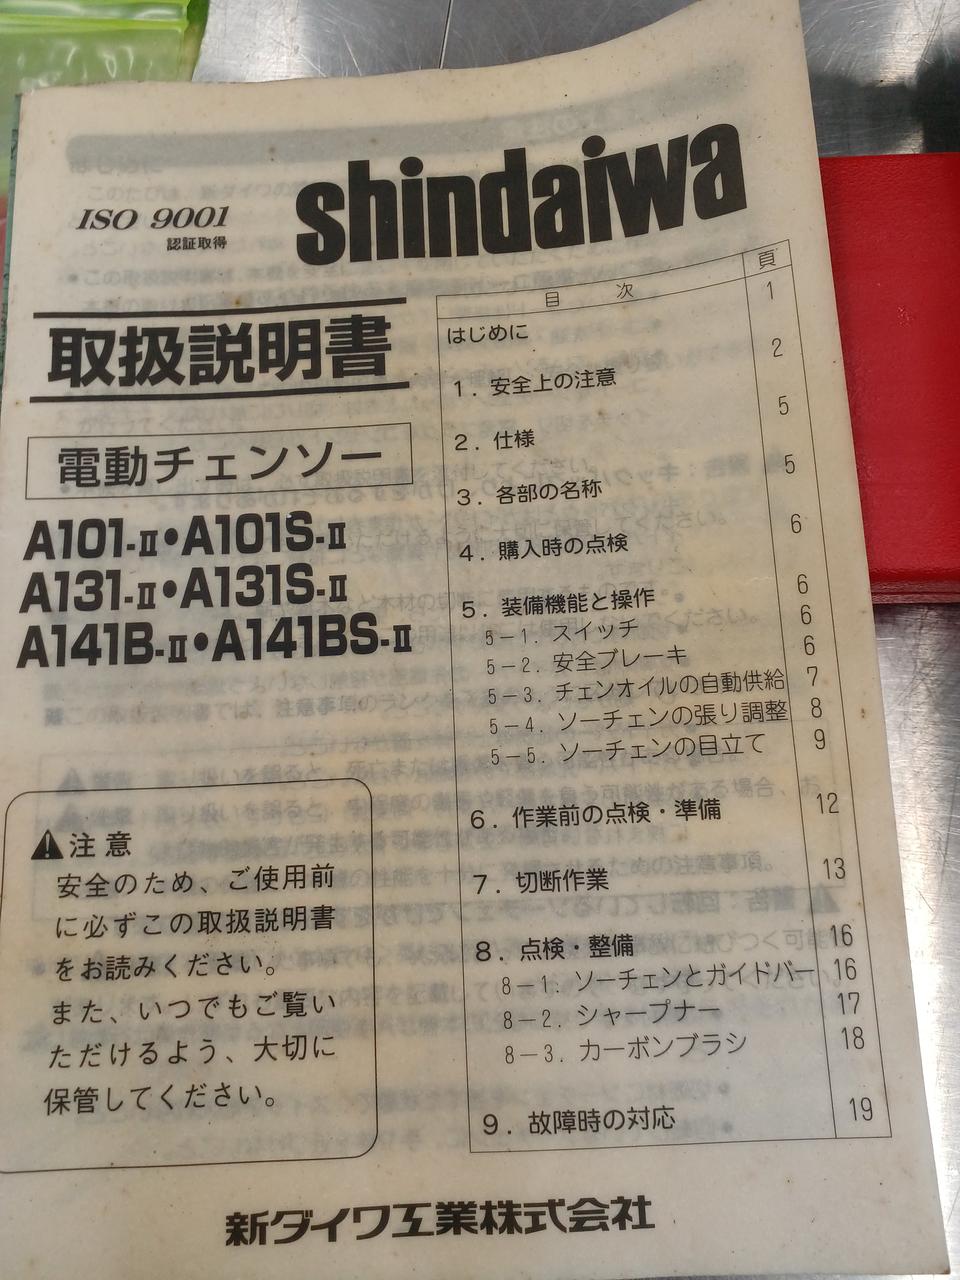 shindaiwa
ISO 9001
認証取得
取扱説明書
電動チェンソー
A101-Ⅱ•A101S-Ⅱ
A131-Ⅱ•A131S-Ⅱ
A141B-Ⅱ•A141BS-Ⅱ
⚠注意
安全のため、ご使用前
に必ずこの取扱説明書
をお読みください。
また、いつでもご覧い
ただけるよう、大切に
保管してください。
目 次 頁
はじめに 1
1. 安全上の注意 2
2. 仕様 5
3. 各部の名称 5
4. 購入時の点検 6
5. 装備機能と操作 6
5-1. スイッチ 6
5-2. 安全ブレーキ 6
5-3. チェンオイルの自動供給 7
5-4. ソーチェンの張り調整 8
5-5. ソーチェンの目立て 9
6. 作業前の点検・準備 12
7. 切断作業 13
8. 点検・整備 16
8-1. ソーチェンとガイドバー 16
8-2. シャープナー 17
8-3. カーボンブラシ 18
9. 故障時の対応 19
新ダイワ工業株式会社